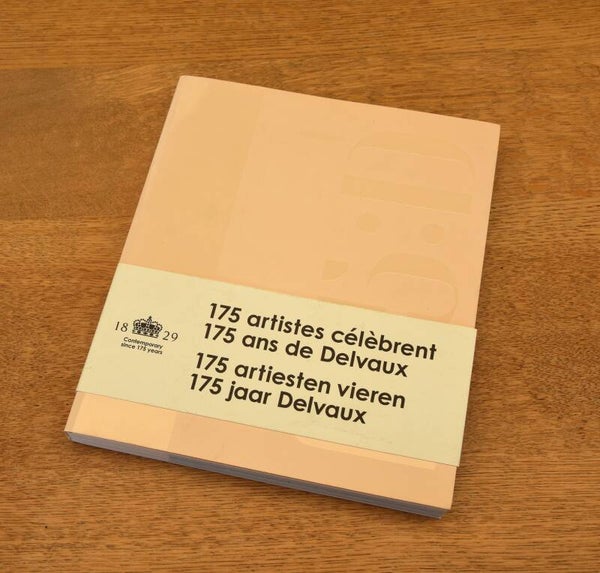 18 29
Contemporary
since 175 years
175 artistes célèbrent
175 ans de Delvaux
175 artiesten vieren
175 jaar Delvaux